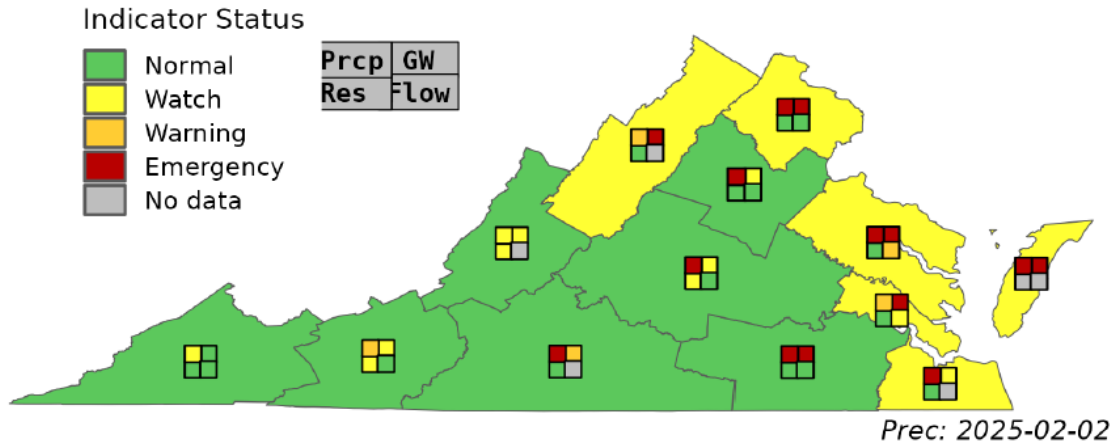 Indicator Status
Normal
Watch
Warning
Emergency
No data
Prcp GW
Res Flow
Prec: 2025-02-02